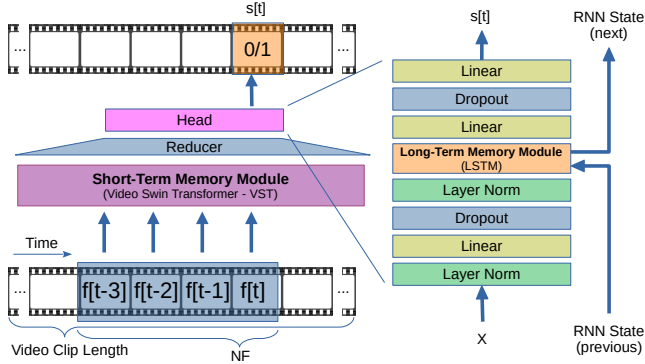 s[t]
... 0/1 ...
Head
Reducer
Short-Term Memory Module
(Video Swin Transformer - VST)
Time
... f[t-3] f[t-2] f[t-1] f[t] ...
Video Clip Length
NF
s[t]
RNN State
(next)
Linear
Dropout
Linear
Long-Term Memory Module
(LSTM)
Layer Norm
Dropout
Linear
Layer Norm
X
RNN State
(previous)